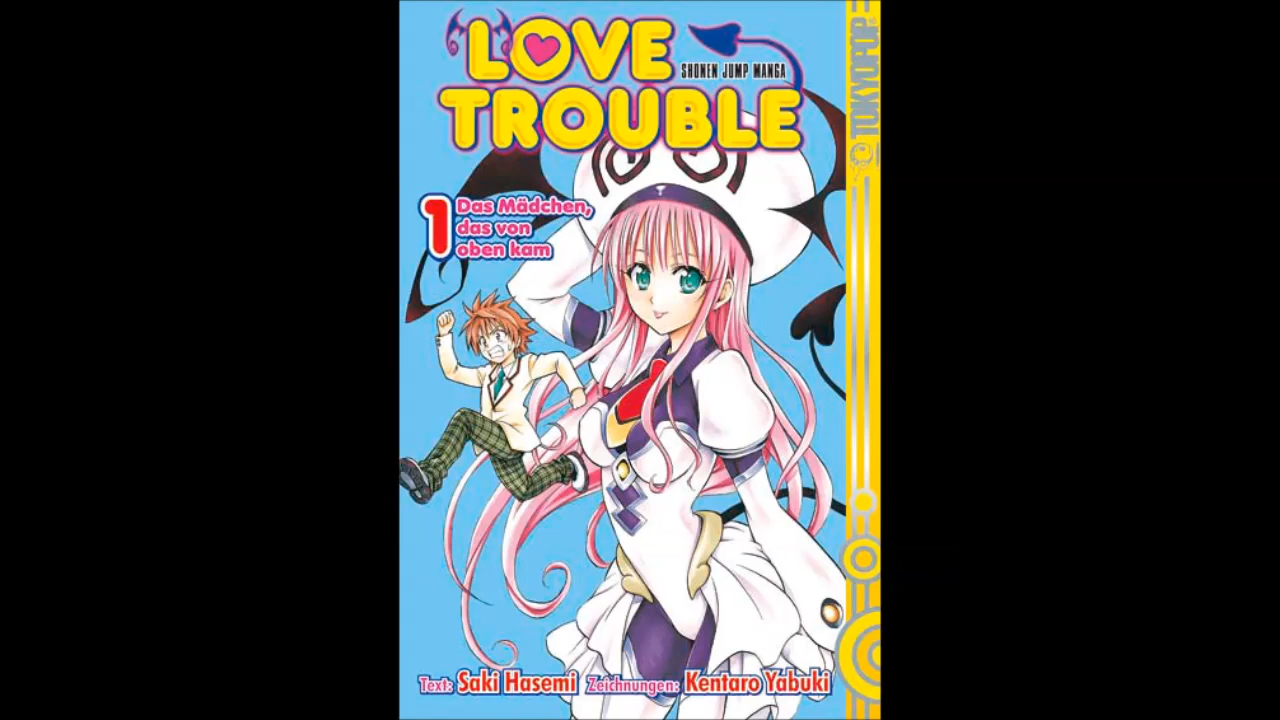 LOVE
TROUBLE
SHONEN JUMP MANGA
TOKYOPOP
1
Das Mädchen,
das von
oben kam
Text: Saki Hasemi Zeichnungen: Kentaro Yabuki